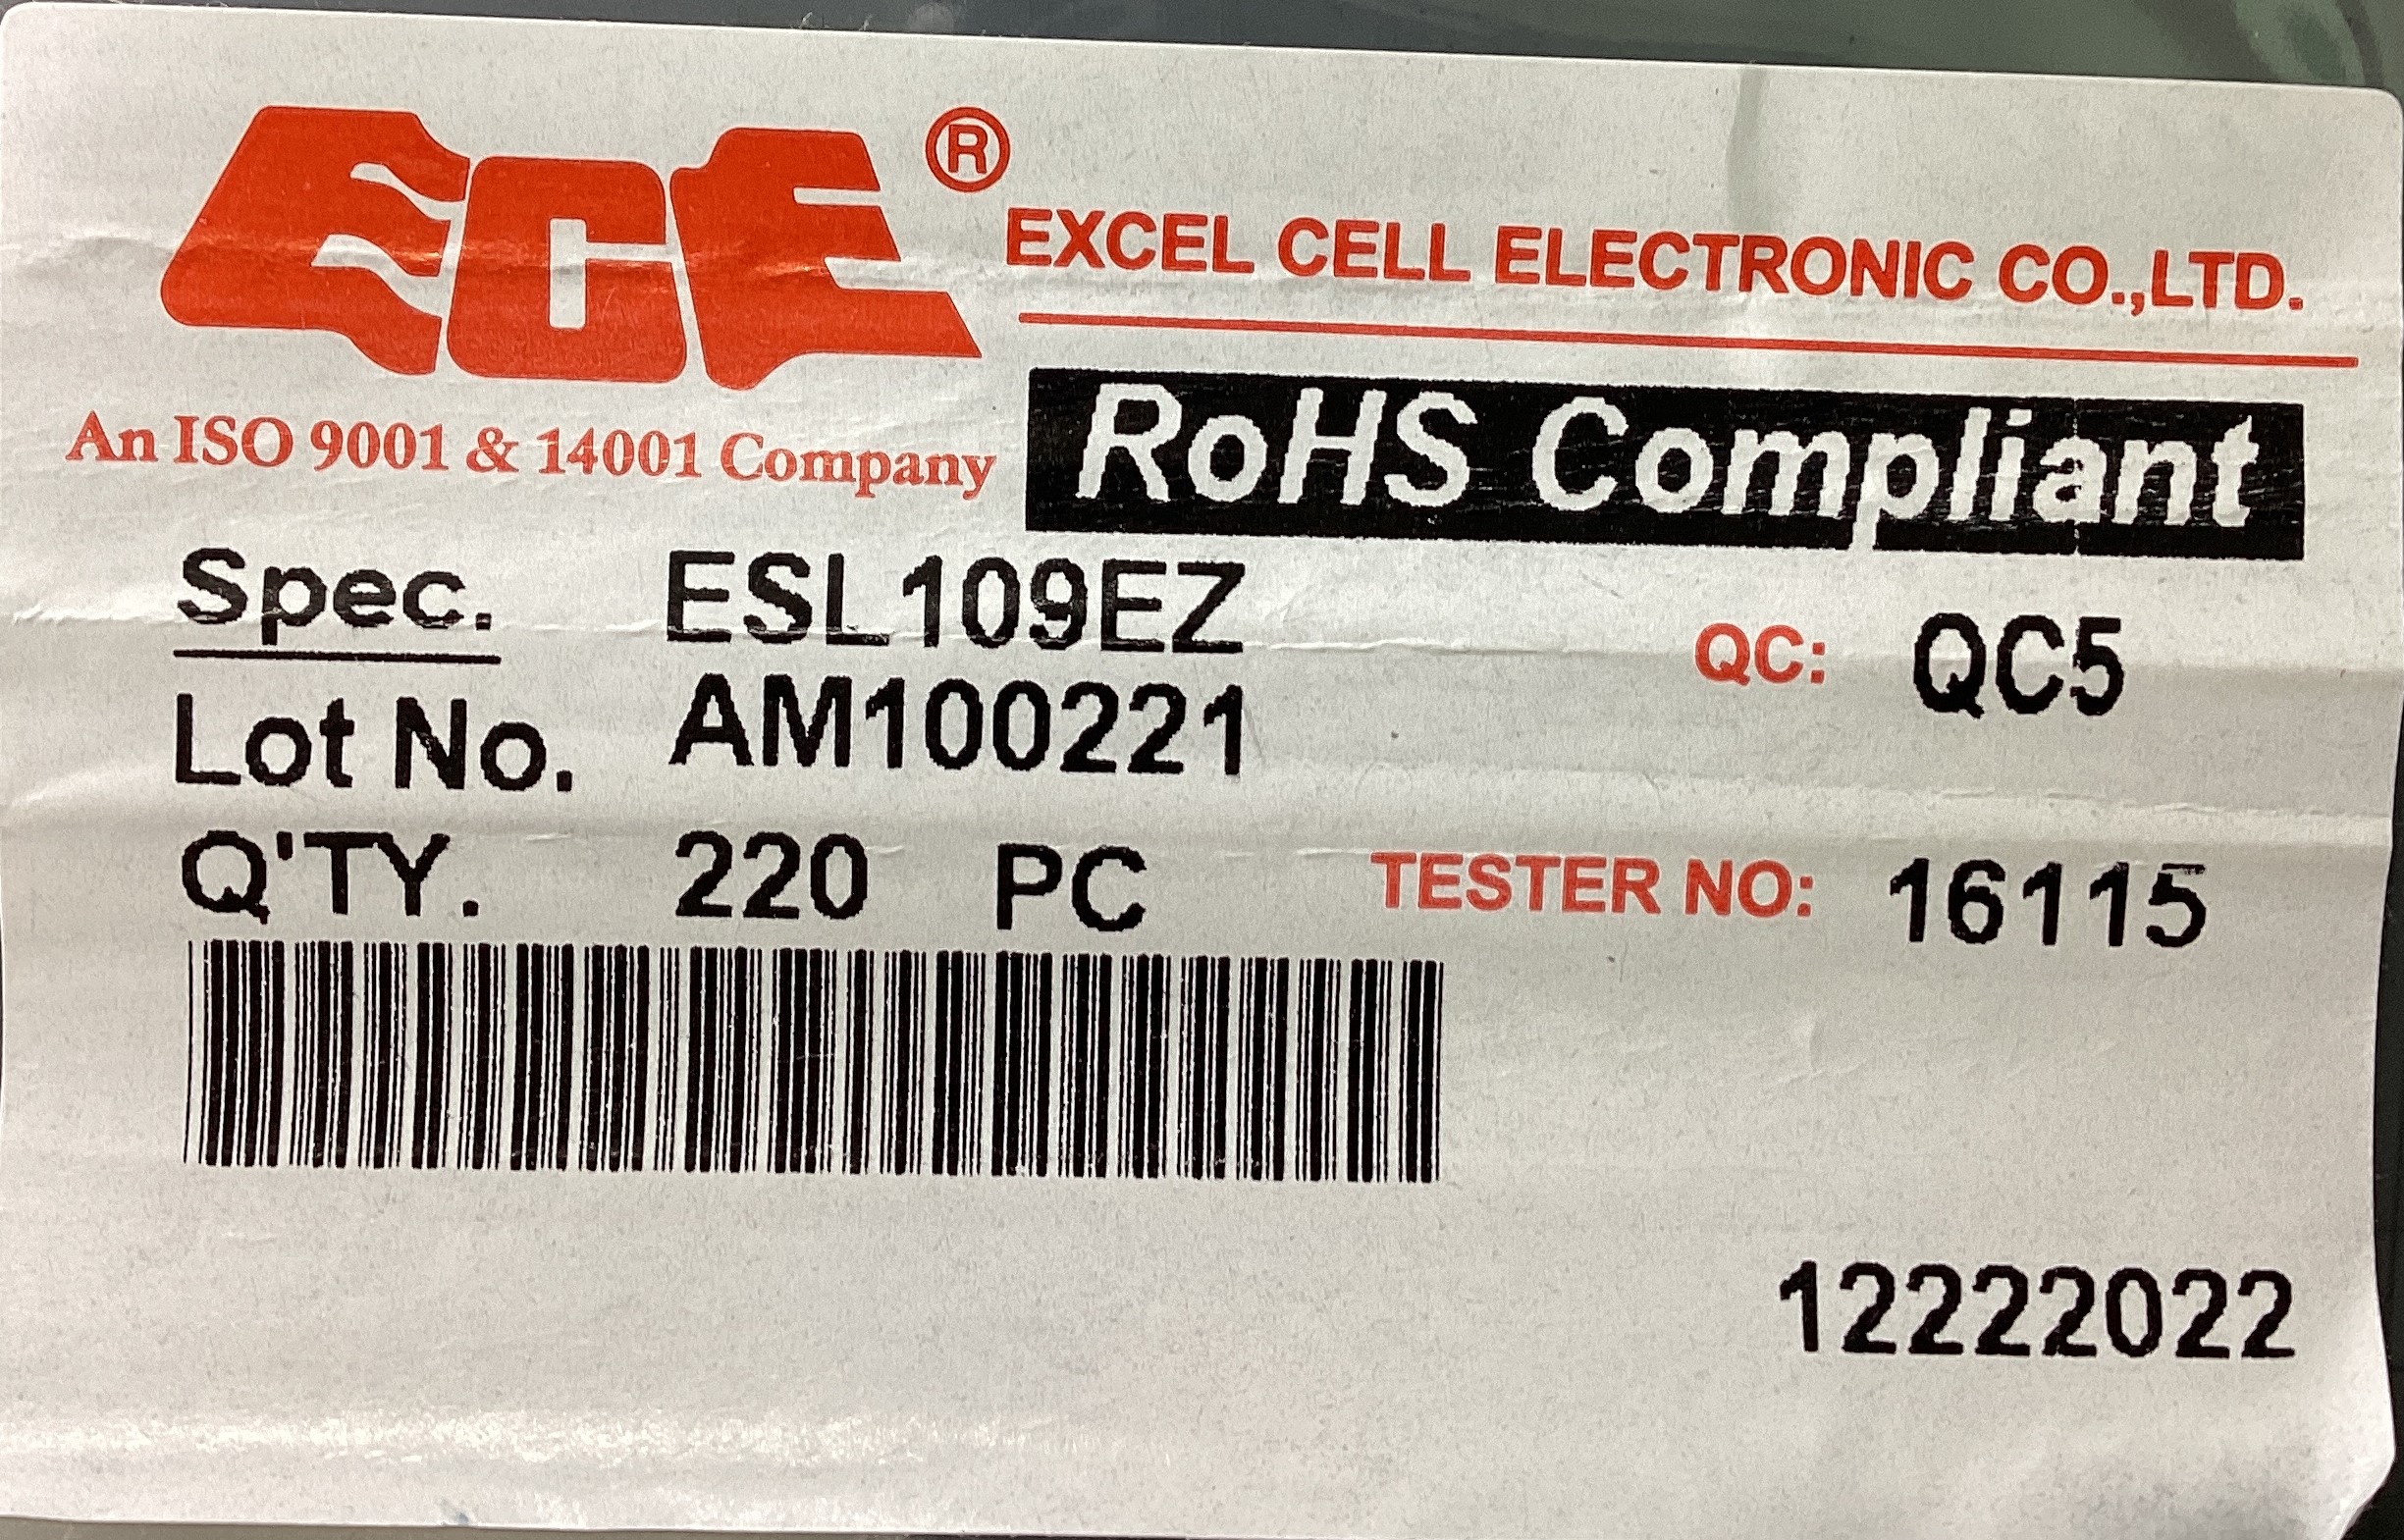 ECE®
EXCEL CELL ELECTRONIC CO.,LTD.
An ISO 9001 & 14001 Company
RoHS Compliant
Spec. ESL109EZ
QC: QC5
Lot No. AM100221
Q'TY. 220 PC
TESTER NO: 16115
12222022